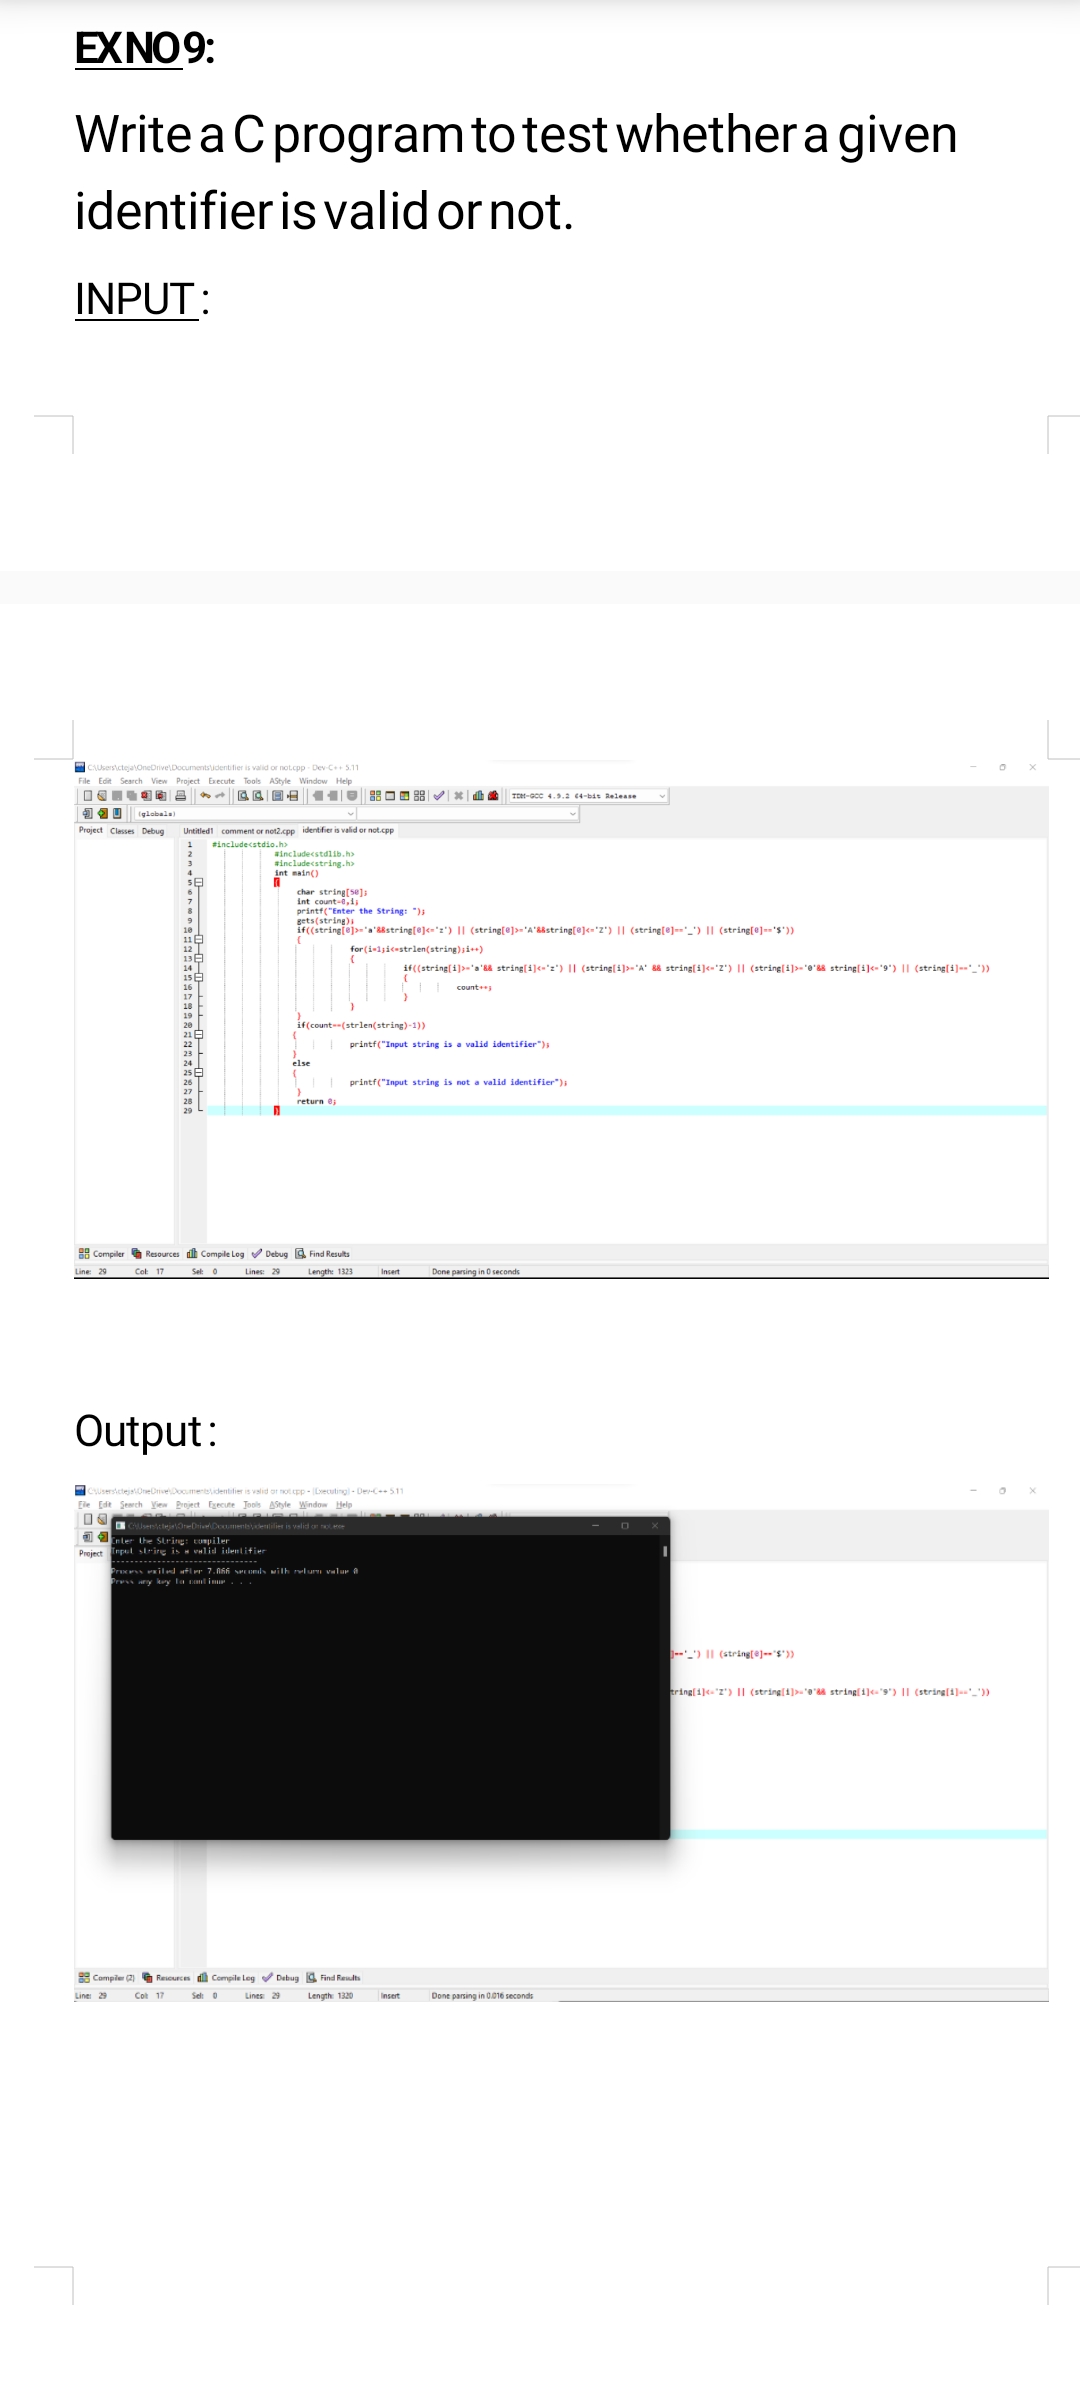 EXNO9:
Write a C program to test whether a given
identifier is valid or not.
INPUT:
C:\Users\cteja\OneDrive\Documents\identifier is valid or not.cpp - Dev-C++ 5.11
File Edit Search View Project Execute Tools AStyle Window Help
TDM-GCC 4.9.2 64-bit Release
(globals)
Project Classes Debug Untitled1 comment or not2.cpp identifier is valid or not.cpp
1 #include<stdio.h>
2 #include<stdlib.h>
3 #include<string.h>
4 int main()
5 {
6 char string[50];
7 int count=0,i;
8 printf("Enter the String: ");
9 gets(string);
10 if((string[0]>='a'&&string[0]<='z') || (string[0]>='A'&&string[0]<='Z') || (string[0]=='_') || (string[0]=='$'))
11 {
12 for(i=1;i<=strlen(string);i++)
13 {
14 if((string[i]>='a'&& string[i]<='z') || (string[i]>='A' && string[i]<='Z') || (string[i]>='0'&& string[i]<='9') || (string[i]=='_'))
15 {
16 count++;
17 }
18 }
19 }
20 if(count==(strlen(string)-1))
21 {
22 printf("Input string is a valid identifier");
23 }
24 else
25 {
26 printf("Input string is not a valid identifier");
27 }
28 return 0;
29 }
Compiler Resources Compile Log Debug Find Results
Line: 29 Col: 17 Sel: 0 Lines: 29 Length: 1323 Insert Done parsing in 0 seconds
Output:
C:\Users\cteja\OneDrive\Documents\identifier is valid or not.cpp - [Executing] - Dev-C++ 5.11
File Edit Search View Project Execute Tools AStyle Window Help
C:\Users\cteja\OneDrive\Documents\identifier is valid or not.exe
Project
Enter the String: compiler
Input string is a valid identifier
--------------------------------
Process exited after 7.866 seconds with return value 0
Press any key to continue . . .
]=='_') || (string[0]=='$'))
tring[i]<='Z') || (string[i]>='0'&& string[i]<='9') || (string[i]=='_'))
Compiler (2) Resources Compile Log Debug Find Results
Line: 29 Col: 17 Sel: 0 Lines: 29 Length: 1320 Insert Done parsing in 0.016 seconds